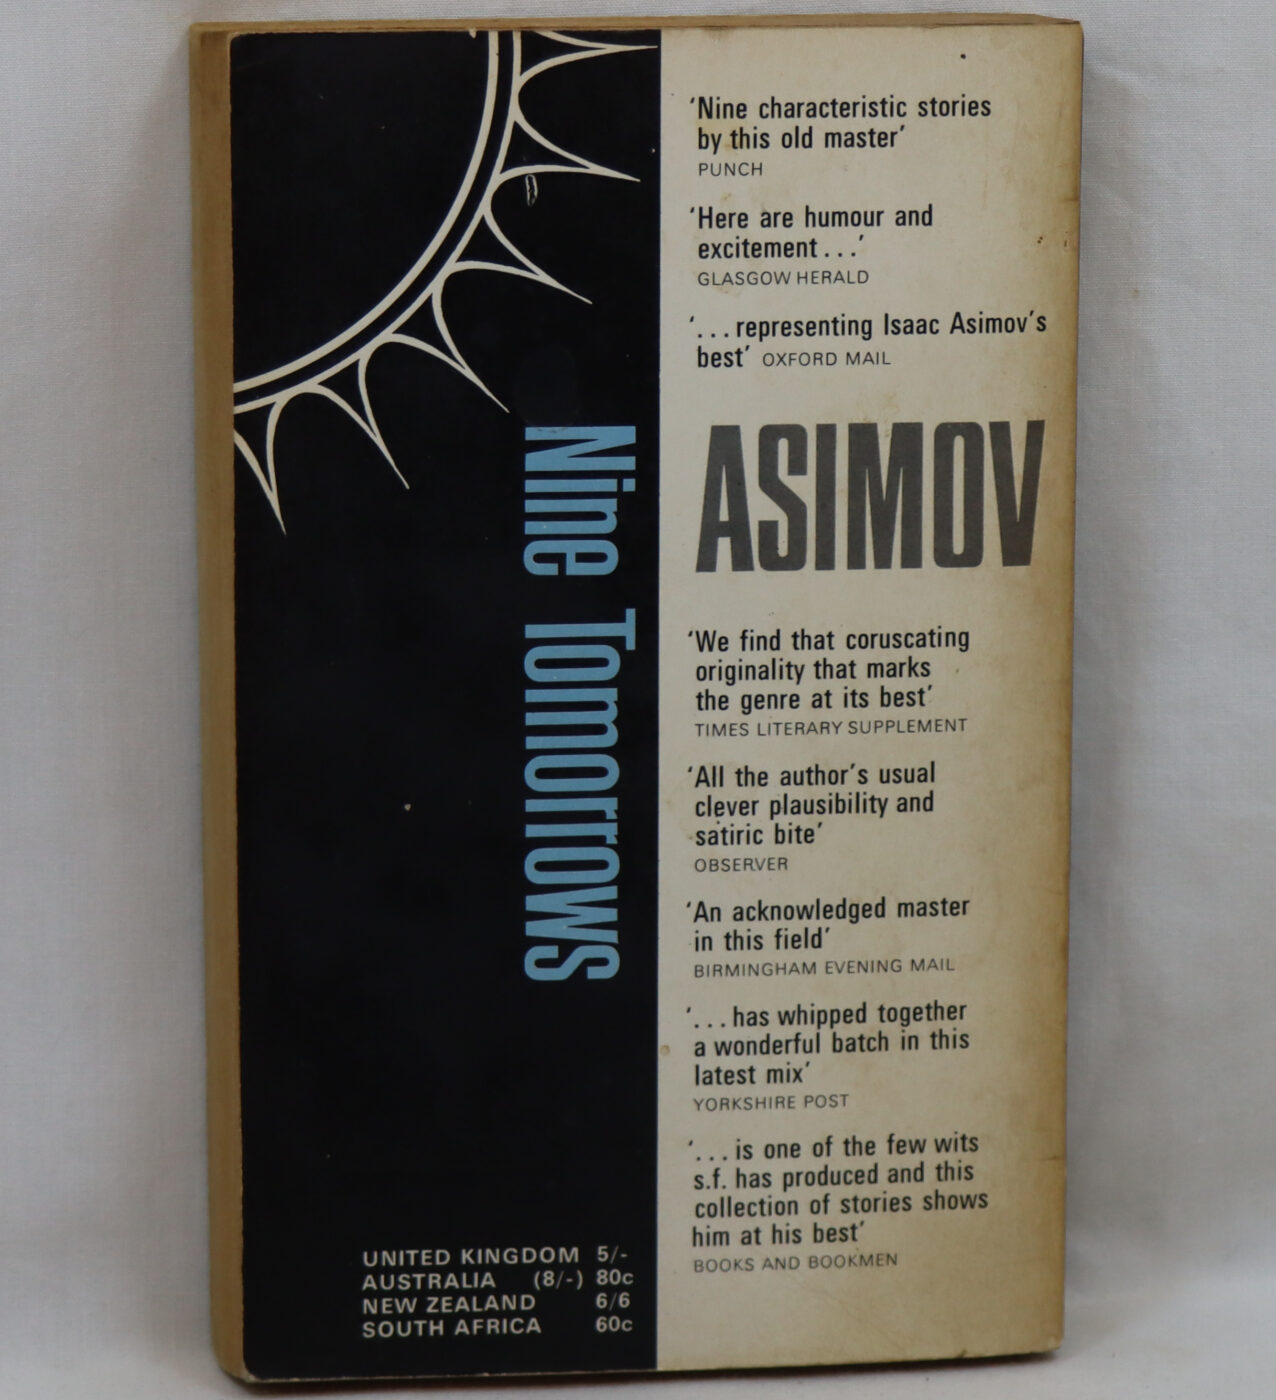 'Nine characteristic stories
by this old master'
PUNCH
'Here are humour and
excitement . . .'
GLASGOW HERALD
'. . . representing Isaac Asimov's
best' OXFORD MAIL
ASIMOV
'We find that coruscating
originality that marks
the genre at its best'
TIMES LITERARY SUPPLEMENT
'All the author's usual
clever plausibility and
satiric bite'
OBSERVER
'An acknowledged master
in this field'
BIRMINGHAM EVENING MAIL
'. . . has whipped together
a wonderful batch in this
latest mix'
YORKSHIRE POST
'. . . is one of the few wits
s.f. has produced and this
collection of stories shows
him at his best'
BOOKS AND BOOKMEN
Nine Tomorrows
UNITED KINGDOM 5/-
AUSTRALIA (8/-) 80c
NEW ZEALAND 6/6
SOUTH AFRICA 60c